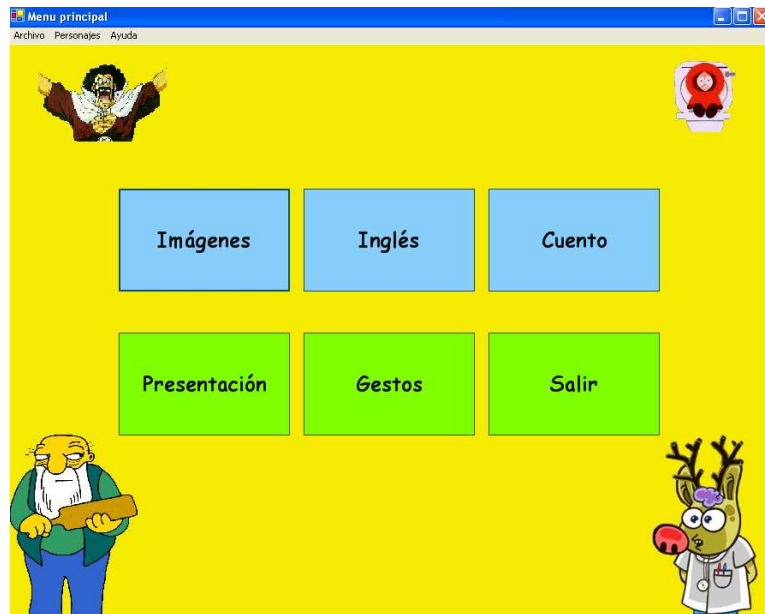 Menu principal
Archivo Personajes Ayuda
Imágenes Inglés Cuento
Presentación Gestos Salir